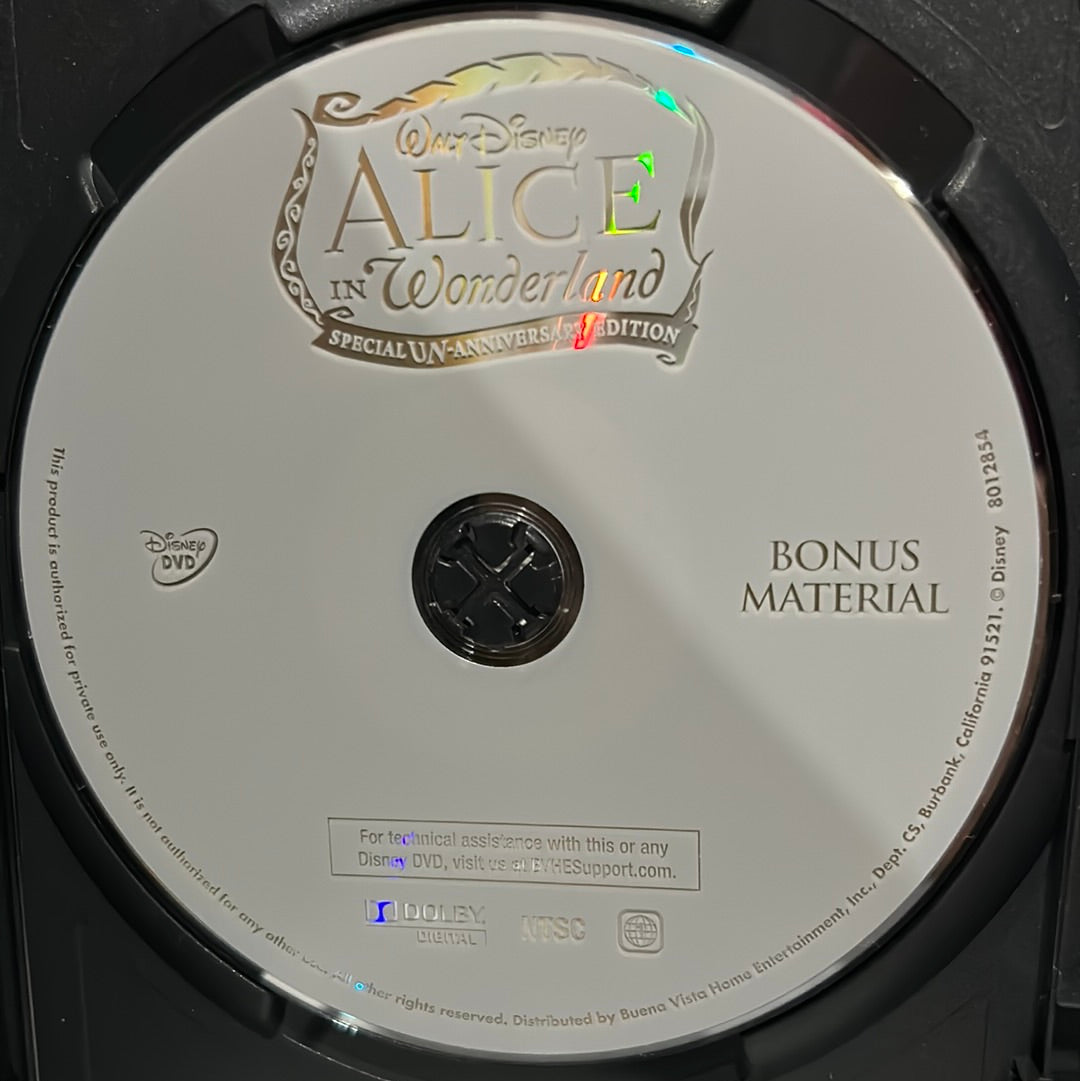 WALT DISNEY
ALICE
IN Wonderland
SPECIAL UN-ANNIVERSARY EDITION
DISNEY
DVD
BONUS
MATERIAL
For technical assistance with this or any
Disney DVD, visit us at BVHESupport.com.
DOLBY
DIGITAL
NTSC
This product is authorized for private use only. It is not authorized for any other use. All other rights reserved. Distributed by Buena Vista Home Entertainment, Inc., Dept. CS, Burbank, California 91521. © Disney 8012854